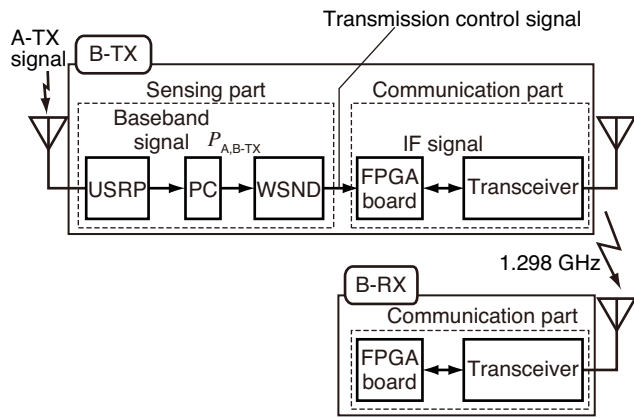 Transmission control signal
A-TX
signal
B-TX
Sensing part
Communication part
Baseband
signal
P_A,B-TX
IF signal
USRP
PC
WSND
FPGA
board
Transceiver
1.298 GHz
B-RX
Communication part
FPGA
board
Transceiver